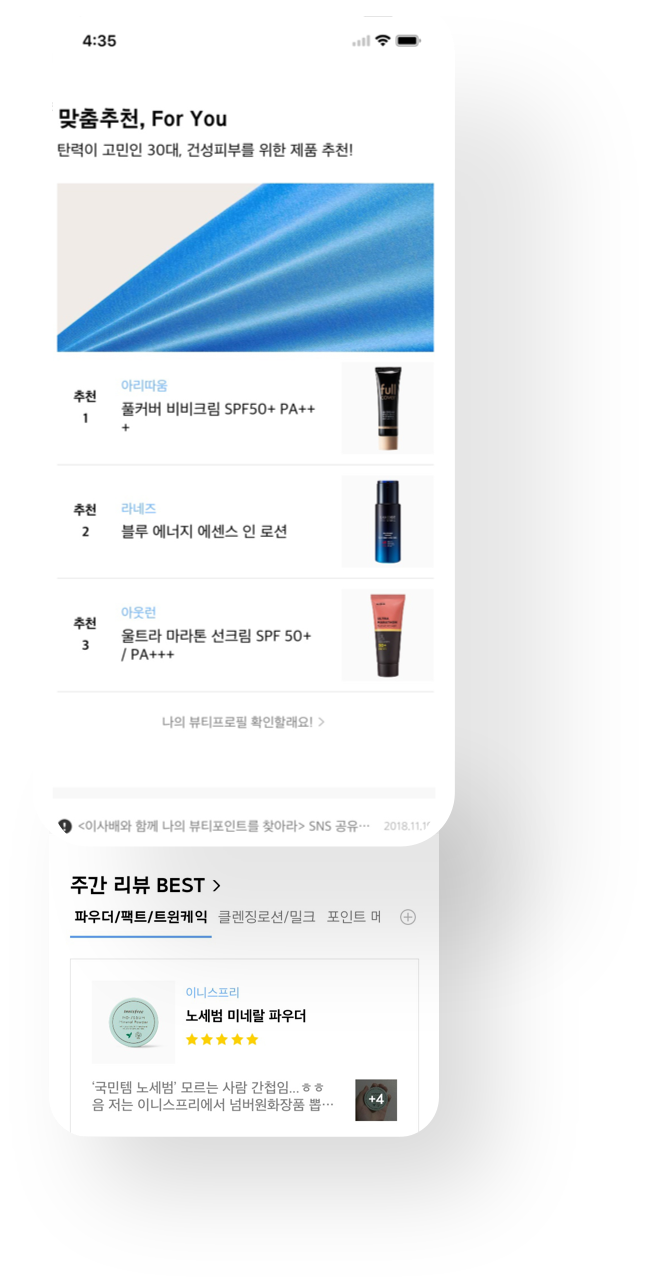 4:35
맞춤추천, For You
탄력이 고민인 30대, 건성피부를 위한 제품 추천!
추천
1
아리따움
풀커버 비비크림 SPF50+ PA++
+
full
추천
2
라네즈
블루 에너지 에센스 인 로션
추천
3
아웃런
울트라 마라톤 선크림 SPF 50+
/ PA+++
나의 뷰티프로필 확인할래요! >
<이사배와 함께 나의 뷰티포인트를 찾아라> SNS 공유… 2018.11.19
주간 리뷰 BEST >
파우더/팩트/트윈케익 클렌징로션/밀크 포인트 머
이니스프리
노세범 미네랄 파우더
innisfree
‘국민템 노세범’ 모르는 사람 간첩임...ㅎㅎ
음 저는 이니스프리에서 넘버원화장품 뽑…
+4